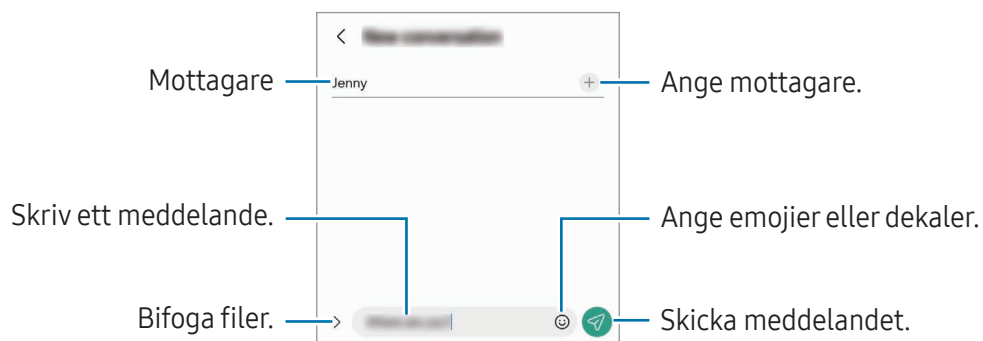 Mottagare
Jenny
Ange mottagare.
Skriv ett meddelande.
Ange emojier eller dekaler.
Bifoga filer.
Skicka meddelandet.